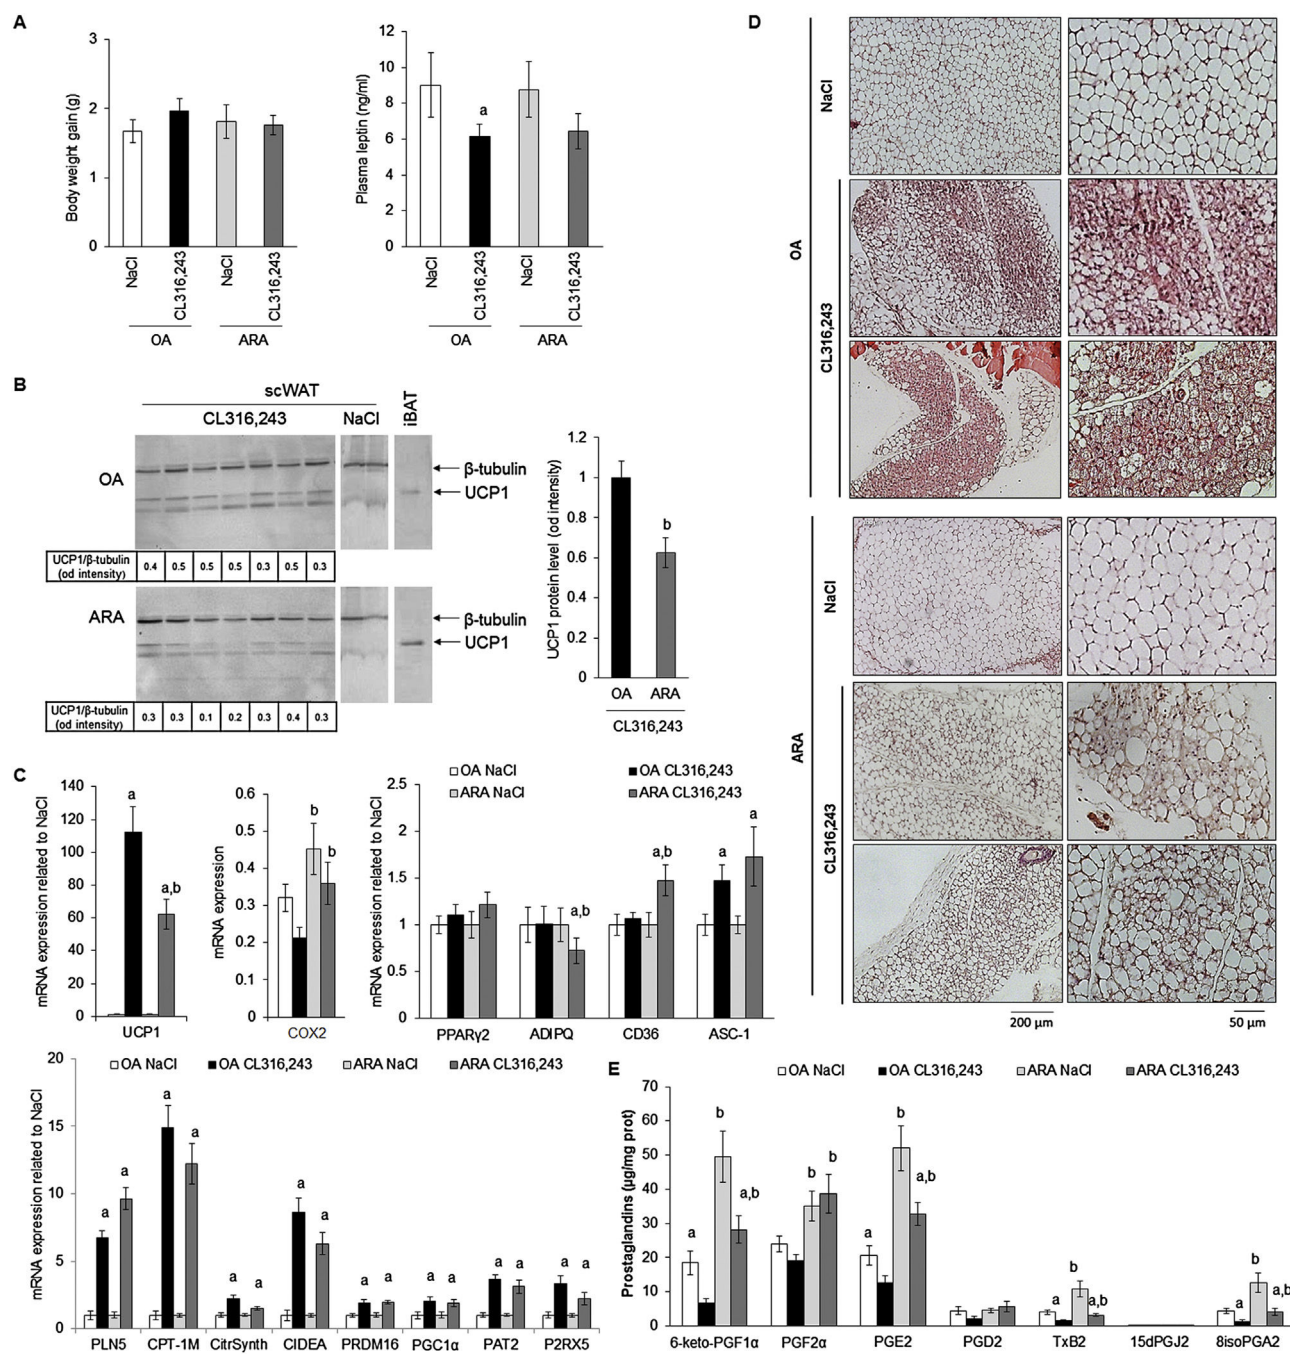 A
Body weight gain (g)
3
2
1
0
NaCl
CL316,243
NaCl
CL316,243
OA
ARA
Plasma leptin (ng/ml)
12
10
8
6
4
2
0
a
NaCl
CL316,243
NaCl
CL316,243
OA
ARA
B
scWAT
CL316,243
NaCl
iBAT
OA
β-tubulin
UCP1
UCP1/β-tubulin
(od intensity)
0.4 0.5 0.5 0.5 0.3 0.5 0.3
ARA
β-tubulin
UCP1
UCP1/β-tubulin
(od intensity)
0.3 0.3 0.1 0.2 0.3 0.4 0.3
UCP1 protein level (od intensity)
1.2
1
0.8
0.6
0.4
0.2
0
b
OA ARA
CL316,243
C
mRNA expression related to NaCl
140
120
100
80
60
40
20
0
a
a,b
UCP1
mRNA expression
0.6
0.5
0.4
0.3
0.2
0.1
0
b
b
COX2
OA NaCl OA CL316,243
ARA NaCl ARA CL316,243
mRNA expression related to NaCl
2.5
2
1.5
1
0.5
0
a,b
a,b
a
a
PPARγ2 ADIPQ CD36 ASC-1
OA NaCl OA CL316,243 ARA NaCl ARA CL316,243
mRNA expression related to NaCl
20
15
10
5
0
a a a a a a a a a a a a a a a a
PLN5 CPT-1M CitrSynth CIDEA PRDM16 PGC1α PAT2 P2RX5
D
NaCl
OA
CL316,243
NaCl
ARA
CL316,243
200 µm
50 µm
E
OA NaCl OA CL316,243 ARA NaCl ARA CL316,243
Prostaglandins (µg/mg prot)
70
60
50
40
30
20
10
0
a b a,b b b a b a,b a b a,b a b a,b
6-keto-PGF1α PGF2α PGE2 PGD2 TxB2 15dPGJ2 8isoPGA2